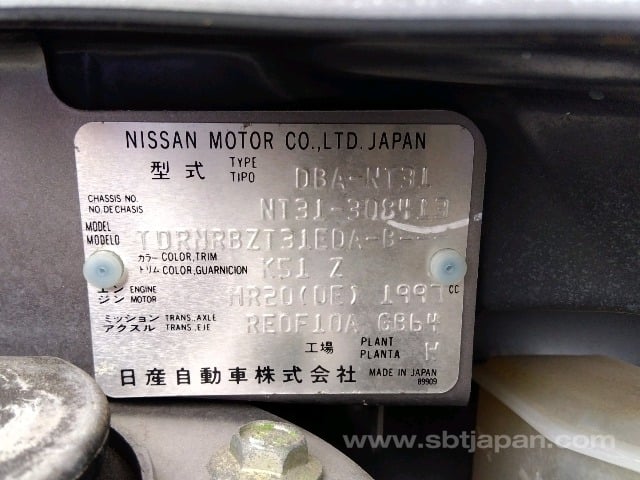 NISSAN MOTOR CO.,LTD. JAPAN
型式 TYPE TIPO DBA-NT31
CHASSIS NO. NO. DE CHASIS NT31-308413
MODEL MODELO TDRNRBZT31EDA-B---
カラー COLOR,TRIM トリム COLOR,GUARNICION K51 Z
エンジン ENGINE MOTOR MR20(DE) 1997 CC
ミッション TRANS.,AXLE アクスル TRANS.,EJE RE0F10A GB64
工場 PLANT PLANTA W
日産自動車株式会社 MADE IN JAPAN
89909
www.sbtjapan.com